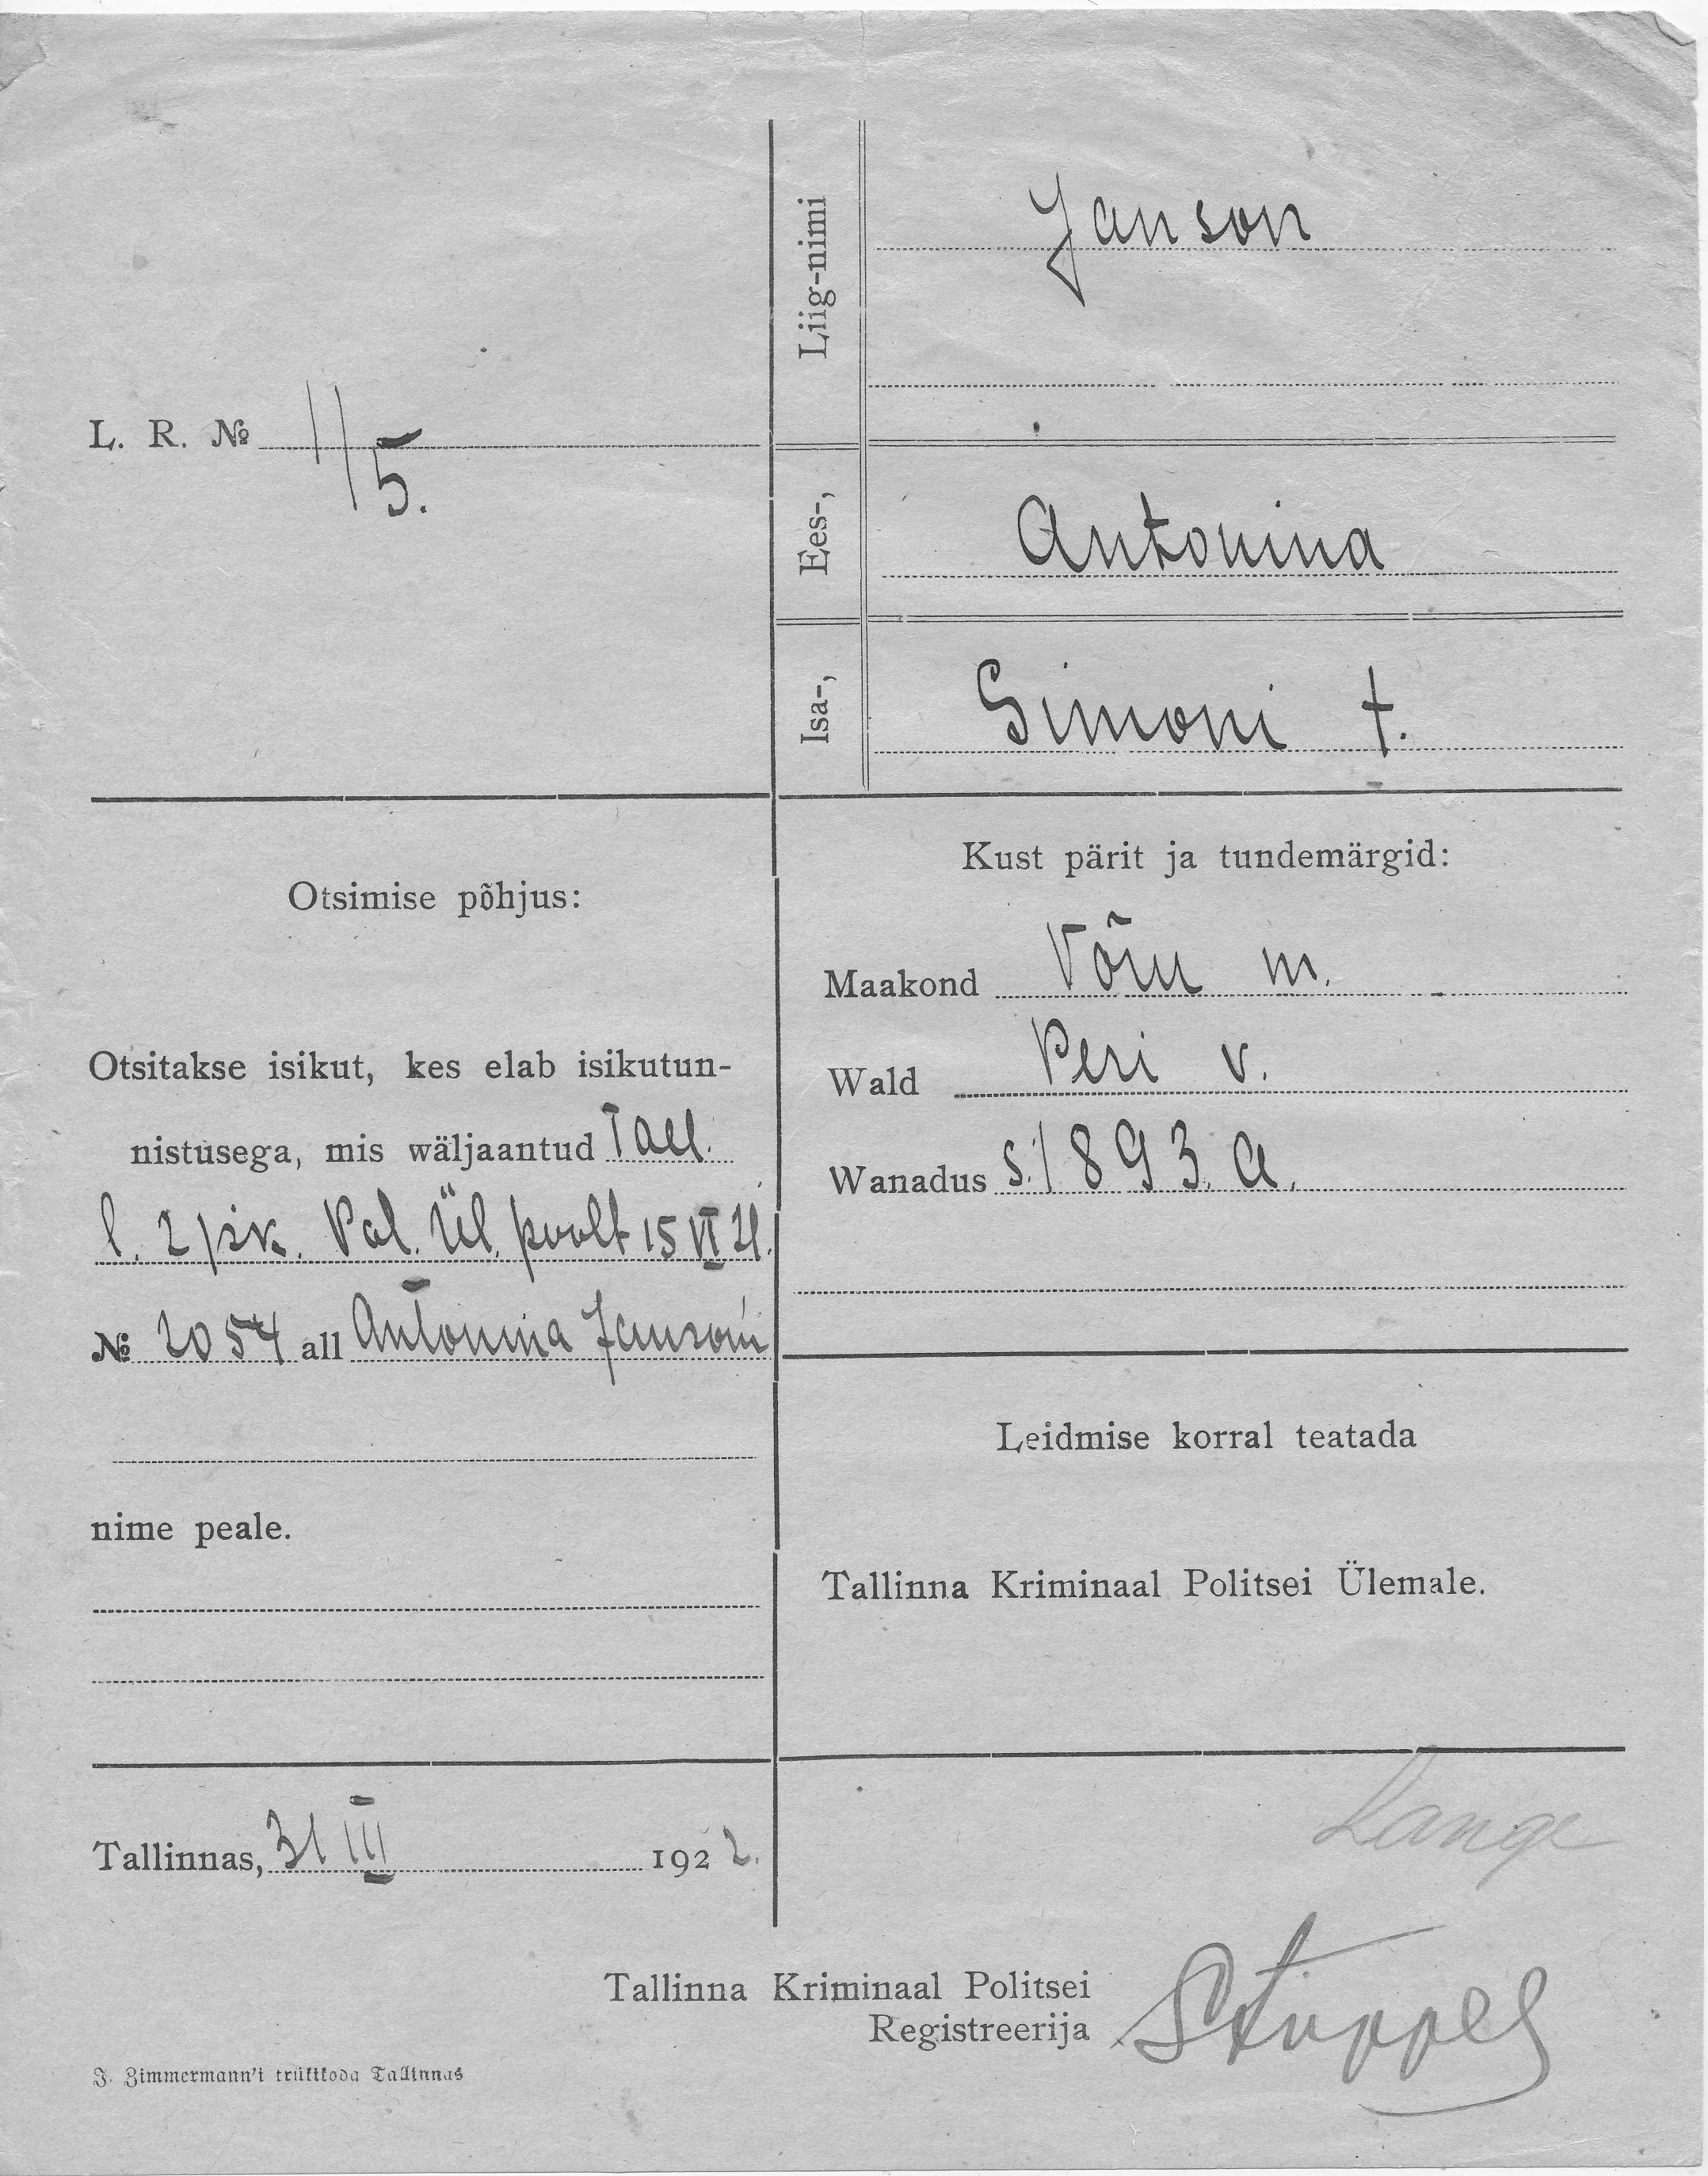 L. R. № 11/5.
Liig-nimi Janson
Ees-, Antonina
Isa-, Simoni t.
Otsimise põhjus:
Otsitakse isikut, kes elab isikutun-
nistusega, mis wäljaantud Tall.
l. 2 jsk. Pol. Ül. poolt 15 VI 21.
№ 2054 all Antonina Jansoni
nime peale.
Kust pärit ja tundemärgid:
Maakond Võru m.
Wald Peri v.
Wanadus s. 1893. a.
Leidmise korral teatada
Tallinna Kriminaal Politsei Ülemale.
Tallinnas, 31 III 1922.
Lange
Tallinna Kriminaal Politsei
Registreerija
J. Zimmermann'i trükikoda Tallinnas